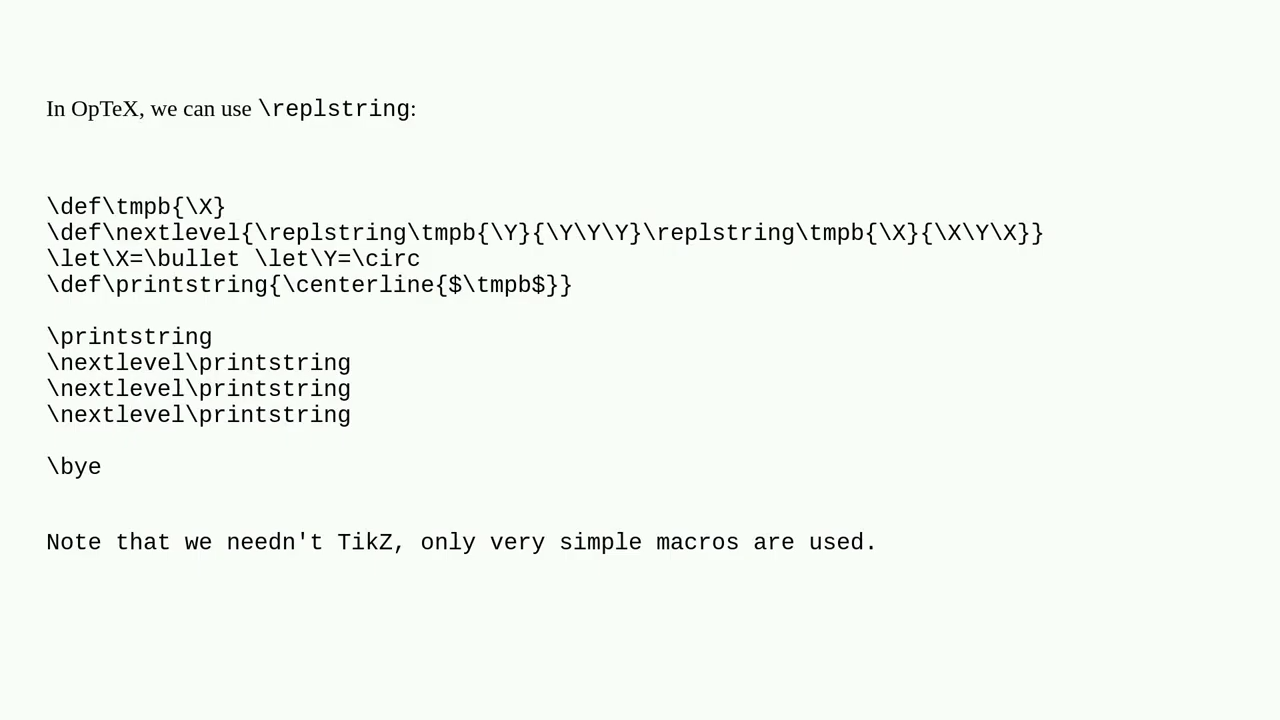 In OpTeX, we can use \replstring:
\def\tmpb{\X}
\def\nextlevel{\replstring\tmpb{\Y}{\Y\Y\Y}\replstring\tmpb{\X}{\X\Y\X}}
\let\X=\bullet \let\Y=\circ
\def\printstring{\centerline{$\tmpb$}}
\printstring
\nextlevel\printstring
\nextlevel\printstring
\nextlevel\printstring
\bye
Note that we needn't TikZ, only very simple macros are used.